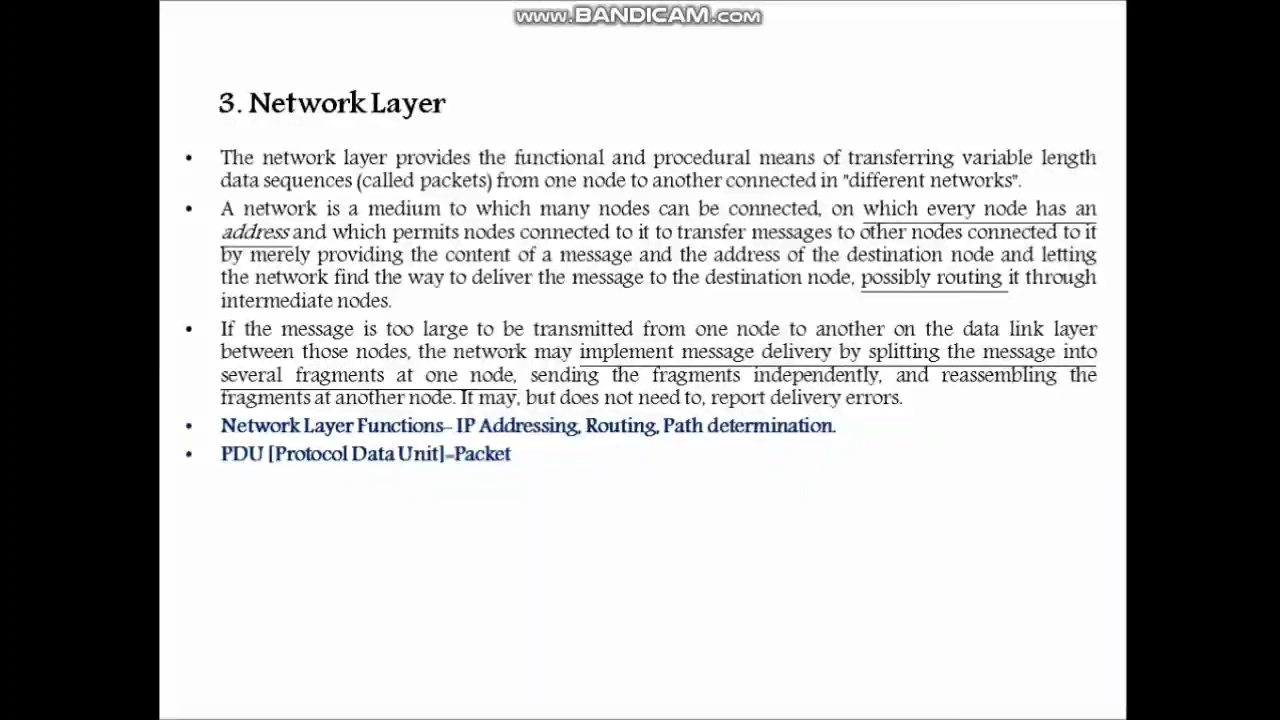 www.BANDICAM.com
3. Network Layer
• The network layer provides the functional and procedural means of transferring variable length
data sequences (called packets) from one node to another connected in "different networks".
• A network is a medium to which many nodes can be connected, on which every node has an
address and which permits nodes connected to it to transfer messages to other nodes connected to it
by merely providing the content of a message and the address of the destination node and letting
the network find the way to deliver the message to the destination node, possibly routing it through
intermediate nodes.
• If the message is too large to be transmitted from one node to another on the data link layer
between those nodes, the network may implement message delivery by splitting the message into
several fragments at one node, sending the fragments independently, and reassembling the
fragments at another node. It may, but does not need to, report delivery errors.
• Network Layer Functions- IP Addressing, Routing, Path determination.
• PDU [Protocol Data Unit]-Packet